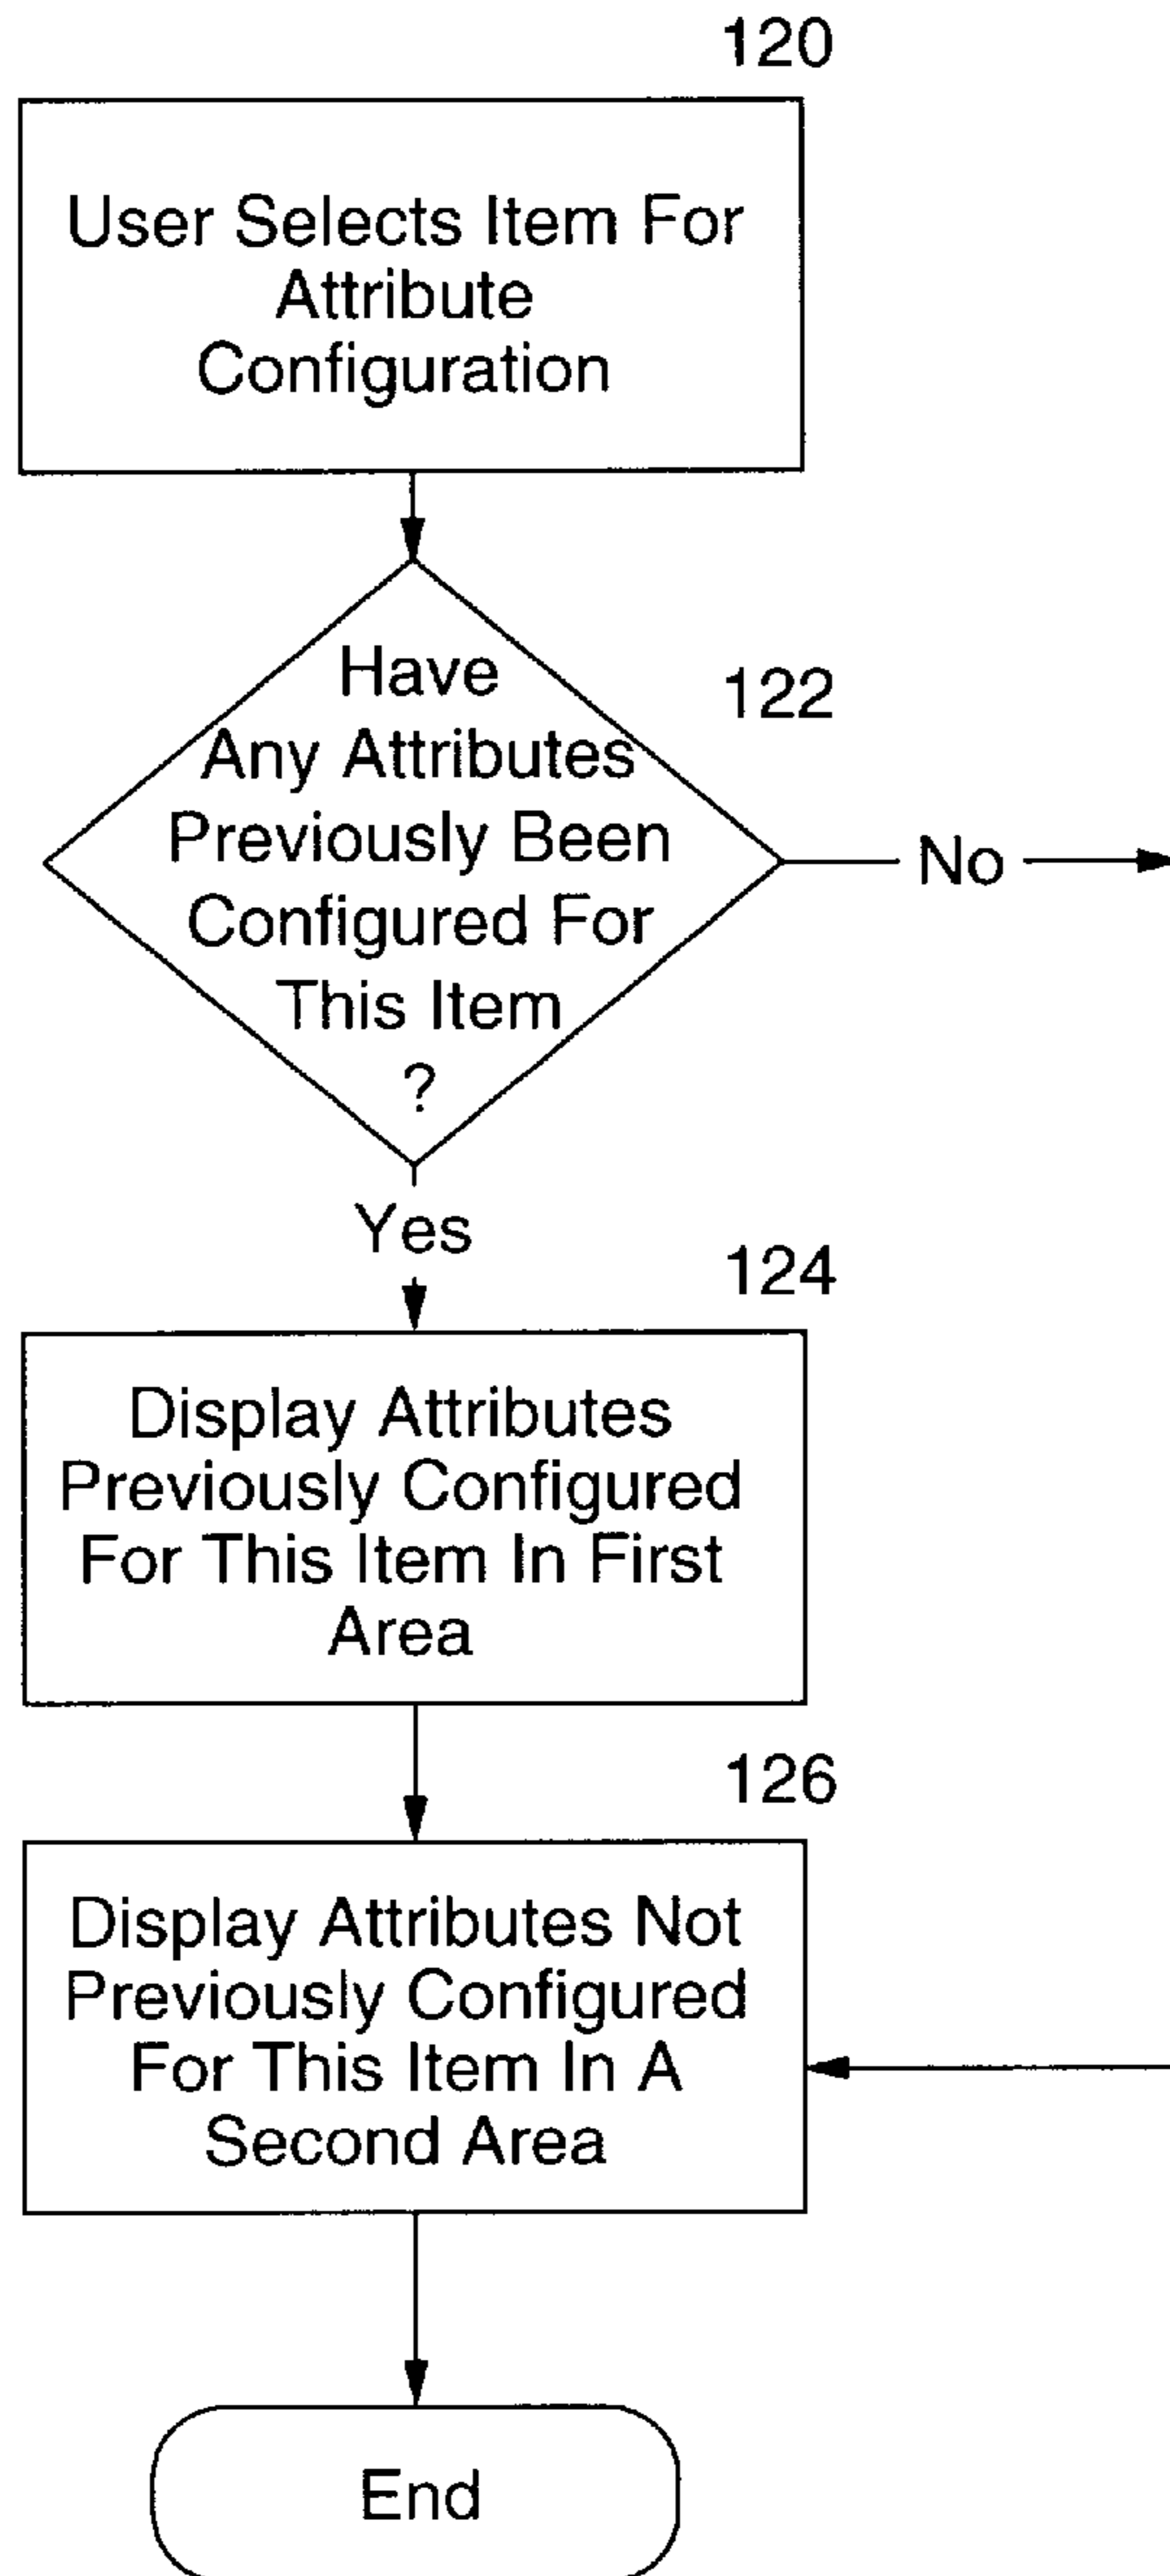 120
User Selects Item For
Attribute
Configuration
Have
Any Attributes
Previously Been
Configured For
This Item
?
122
No
Yes
124
Display Attributes
Previously Configured
For This Item In First
Area
126
Display Attributes Not
Previously Configured
For This Item In A
Second Area
End